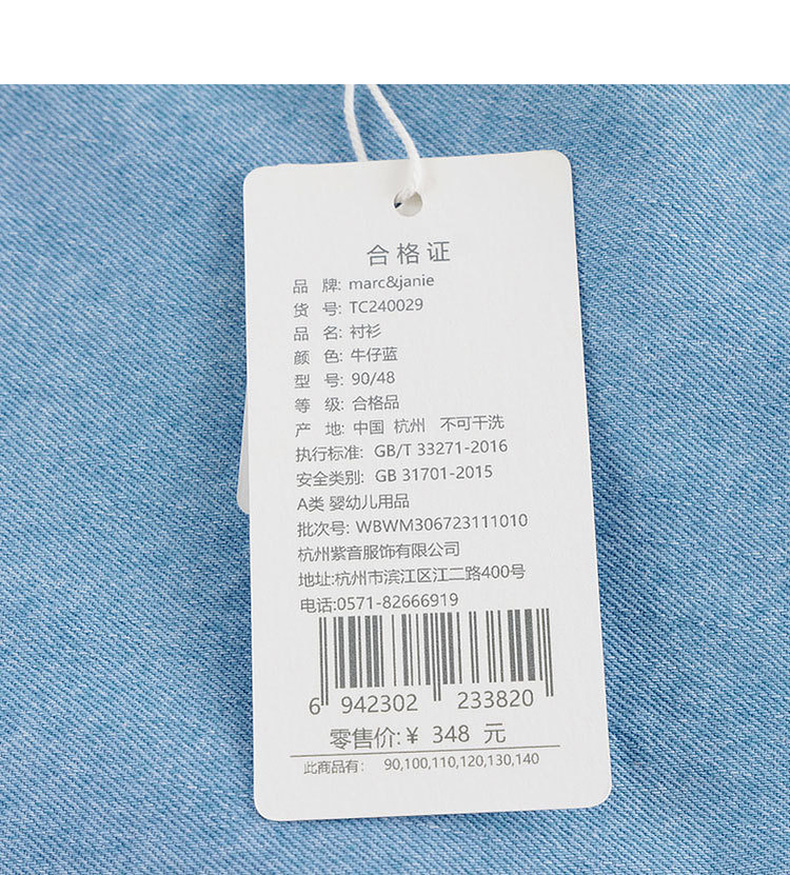 合格证
品 牌: marc&janie
货 号: TC240029
品 名: 衬衫
颜 色: 牛仔蓝
型 号: 90/48
等 级: 合格品
产 地: 中国 杭州 不可干洗
执行标准: GB/T 33271-2016
安全类别: GB 31701-2015
A类 婴幼儿用品
批次号: WBWM306723111010
杭州紫音服饰有限公司
地址:杭州市滨江区江二路400号
电话:0571-82666919
6 942302 233820
零售价:¥ 348 元
此商品有: 90,100,110,120,130,140